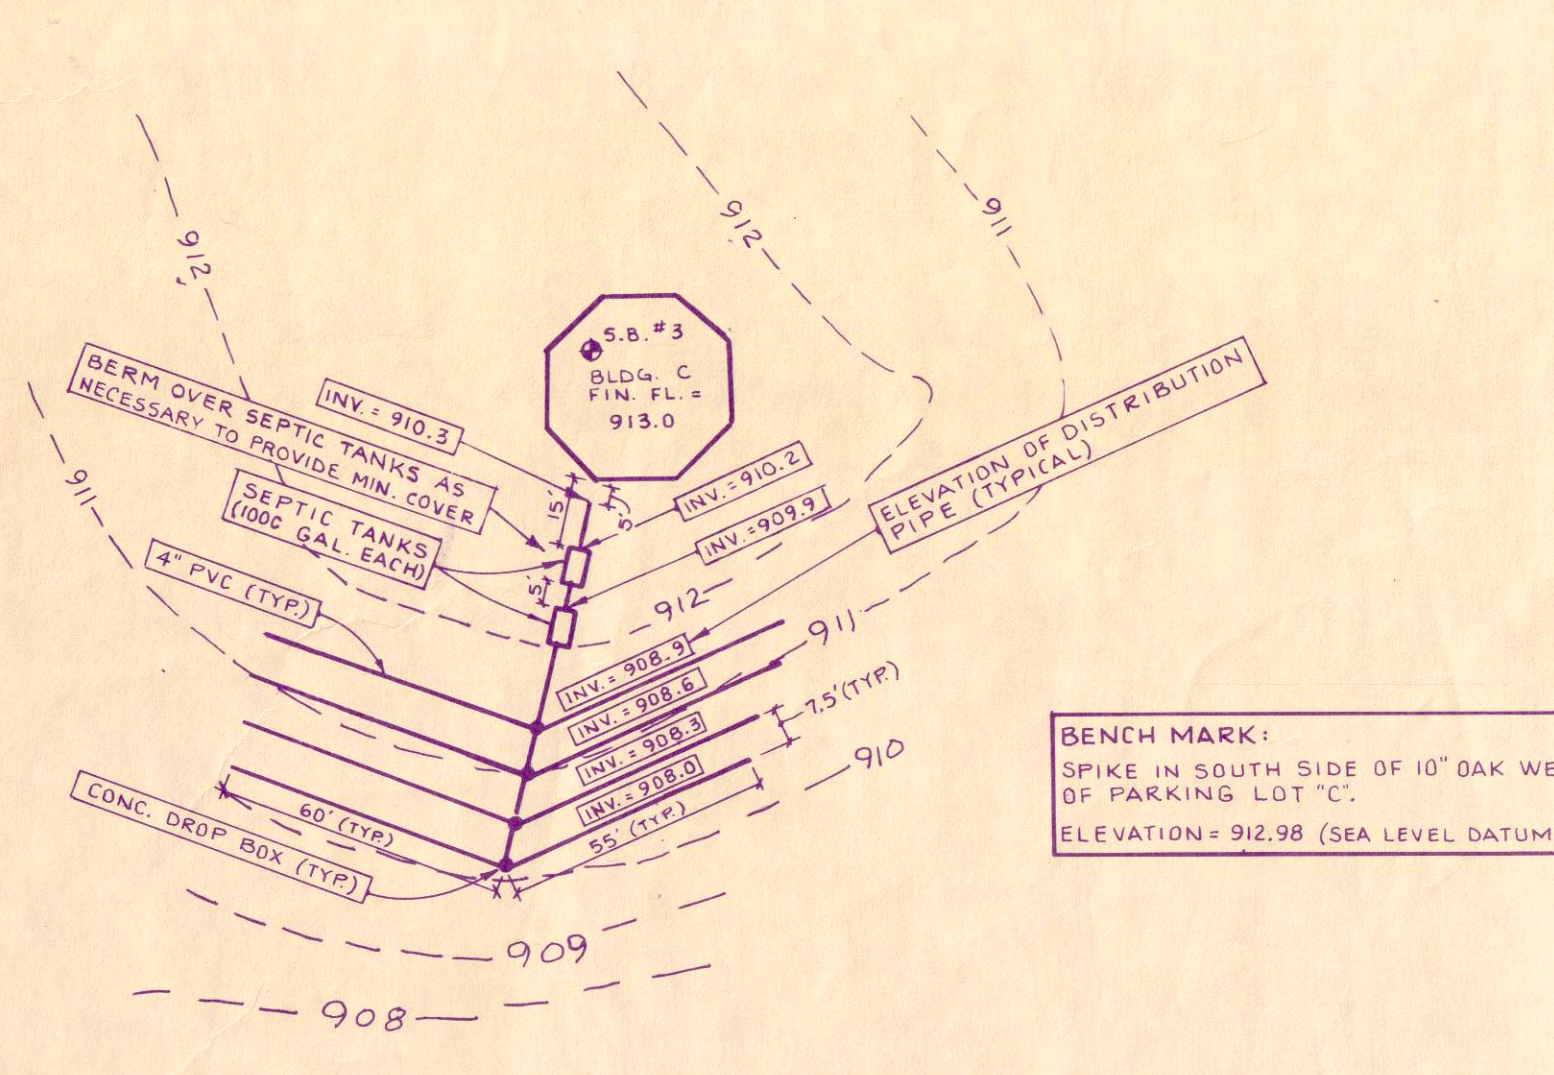 912
911
912
S.B. #3
BLDG. C
FIN. FL. =
913.0
BERM OVER SEPTIC TANKS AS
NECESSARY TO PROVIDE MIN. COVER
INV. = 910.3
ELEVATION OF DISTRIBUTION
PIPE (TYPICAL)
911
SEPTIC TANKS
(1000 GAL. EACH)
15'
5'
INV. = 910.2
INV. = 909.9
4" PVC (TYP.)
5'
912
911
INV. = 908.9
INV. = 908.6
INV. = 908.3
INV. = 908.0
7.5' (TYP.)
910
60' (TYP.)
55' (TYP.)
CONC. DROP BOX (TYP.)
909
908
BENCH MARK:
SPIKE IN SOUTH SIDE OF 10" OAK WE
OF PARKING LOT "C".
ELEVATION = 912.98 (SEA LEVEL DATUM